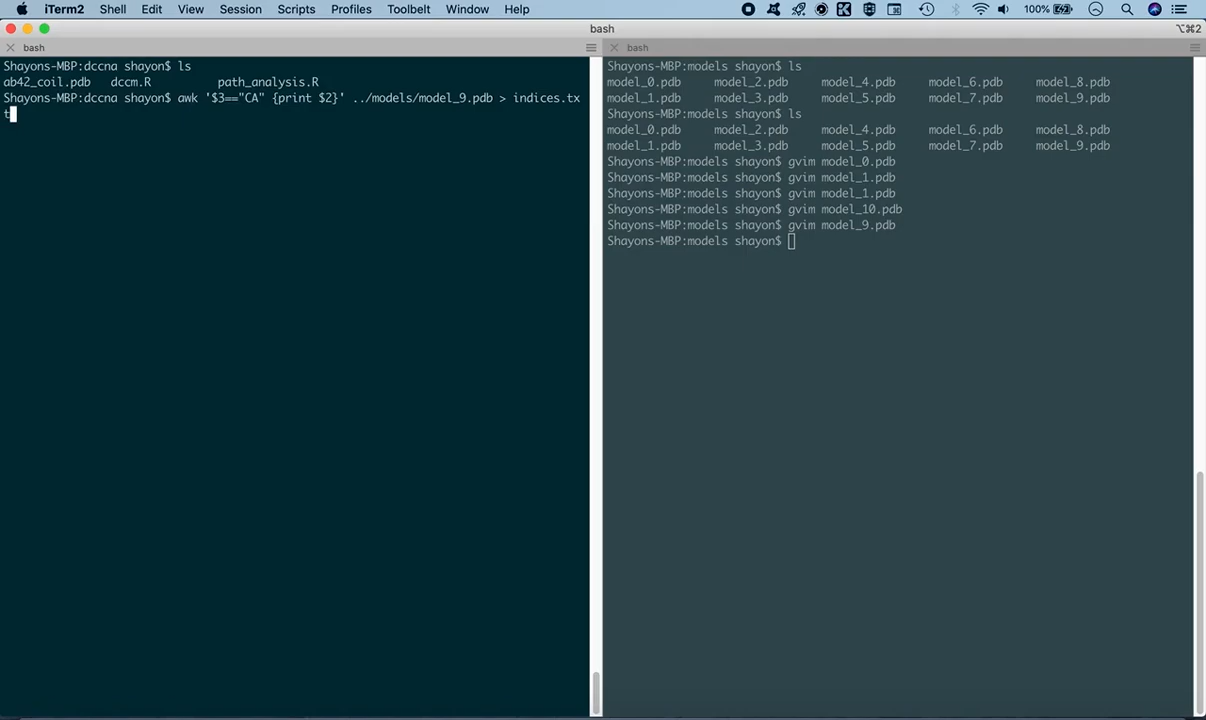 iTerm2 Shell Edit View Session Scripts Profiles Toolbelt Window Help 100%
bash ⌥⌘2
bash
Shayons-MBP:dccna shayon$ ls
ab42_coil.pdb dccm.R path_analysis.R
Shayons-MBP:dccna shayon$ awk '$3=="CA" {print $2}' ../models/model_9.pdb > indices.tx
t
bash
Shayons-MBP:models shayon$ ls
model_0.pdb model_2.pdb model_4.pdb model_6.pdb model_8.pdb
model_1.pdb model_3.pdb model_5.pdb model_7.pdb model_9.pdb
Shayons-MBP:models shayon$ ls
model_0.pdb model_2.pdb model_4.pdb model_6.pdb model_8.pdb
model_1.pdb model_3.pdb model_5.pdb model_7.pdb model_9.pdb
Shayons-MBP:models shayon$ gvim model_0.pdb
Shayons-MBP:models shayon$ gvim model_1.pdb
Shayons-MBP:models shayon$ gvim model_1.pdb
Shayons-MBP:models shayon$ gvim model_10.pdb
Shayons-MBP:models shayon$ gvim model_9.pdb
Shayons-MBP:models shayon$